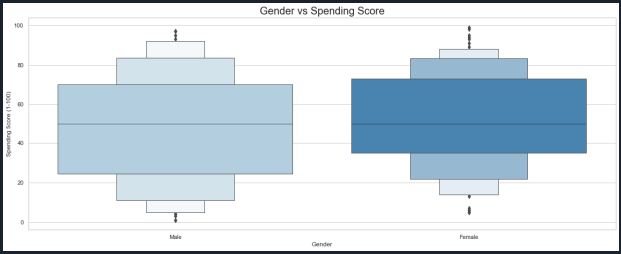 Gender vs Spending Score
100
80
60
40
20
0
Spending Score (1-100)
Male
Female
Gender